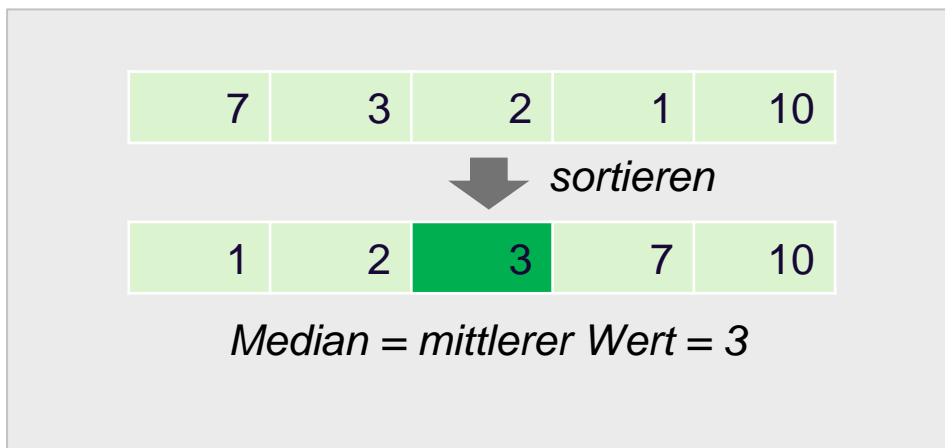 7 3 2 1 10
sortieren
1 2 3 7 10
Median = mittlerer Wert = 3